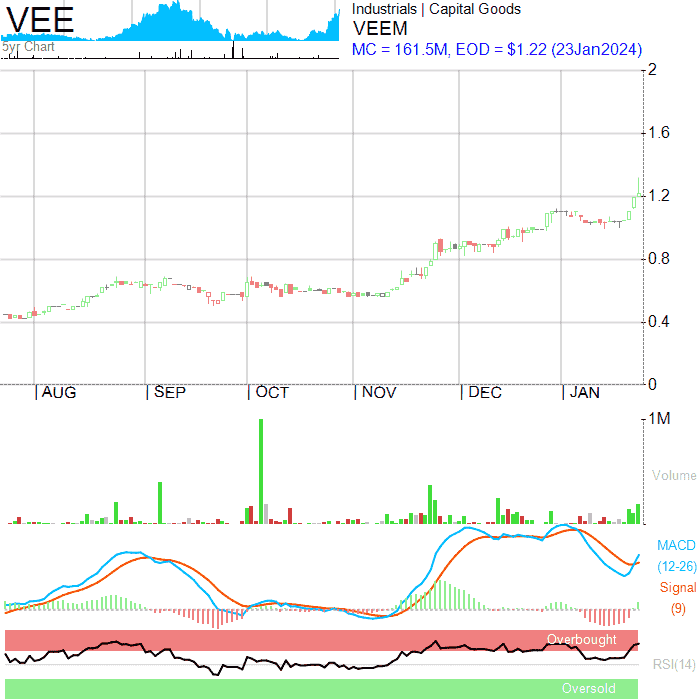 VEE
5yr Chart
Industrials | Capital Goods
VEEM
MC = 161.5M, EOD = $1.22 (23Jan2024)
2
1.6
1.2
0.8
0.4
0
|AUG |SEP |OCT |NOV |DEC |JAN
1M
Volume
MACD
(12-26)
Signal
(9)
Overbought
RSI(14)
Oversold